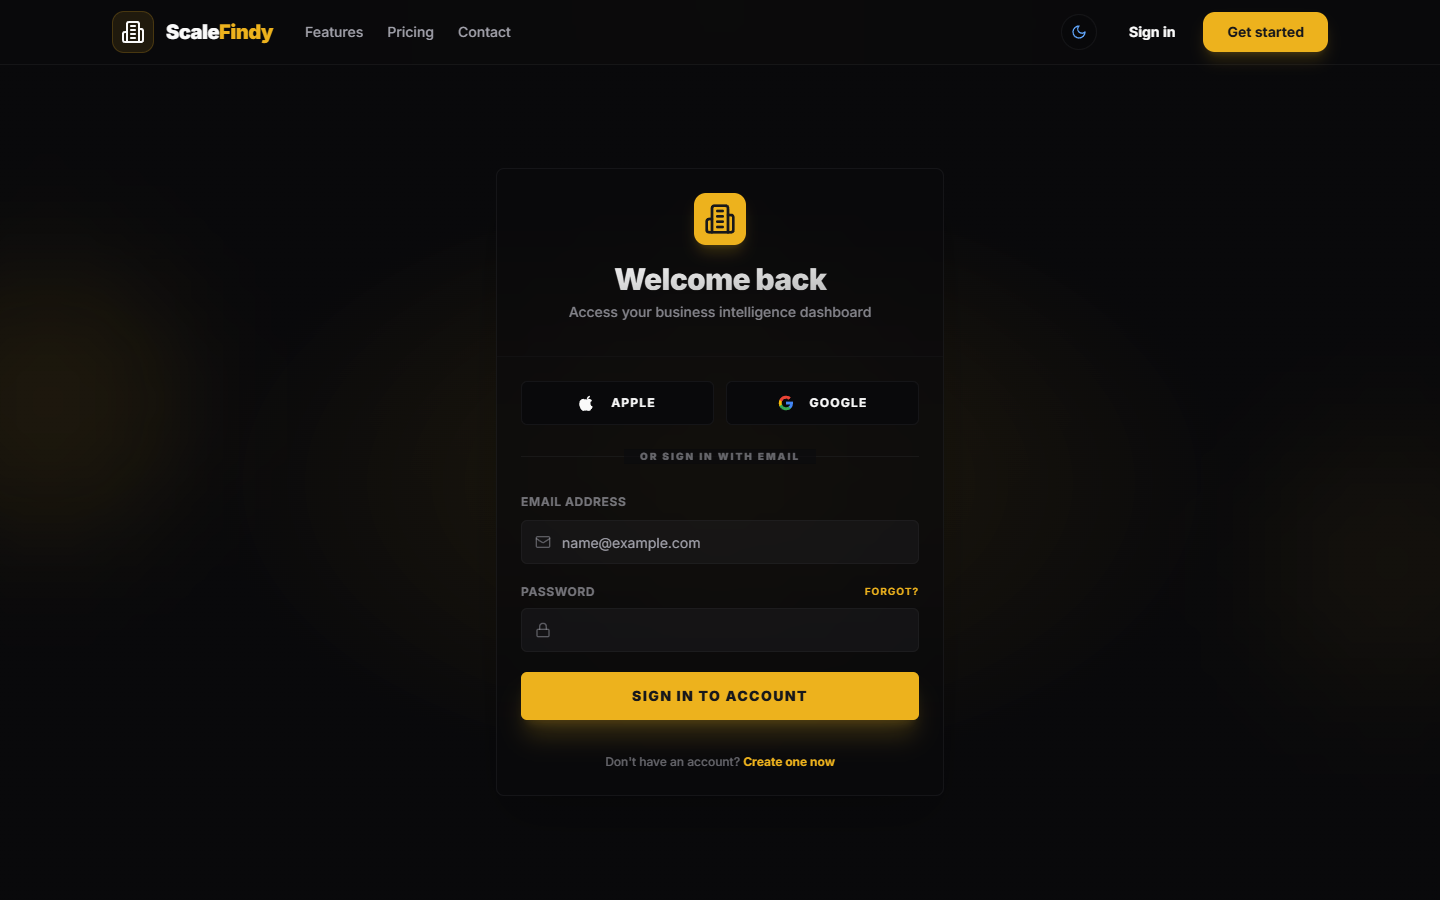 ScaleFindy
Features
Pricing
Contact
Sign in
Get started
Welcome back
Access your business intelligence dashboard
APPLE
GOOGLE
OR SIGN IN WITH EMAIL
EMAIL ADDRESS
name@example.com
PASSWORD
FORGOT?
SIGN IN TO ACCOUNT
Don't have an account? Create one now